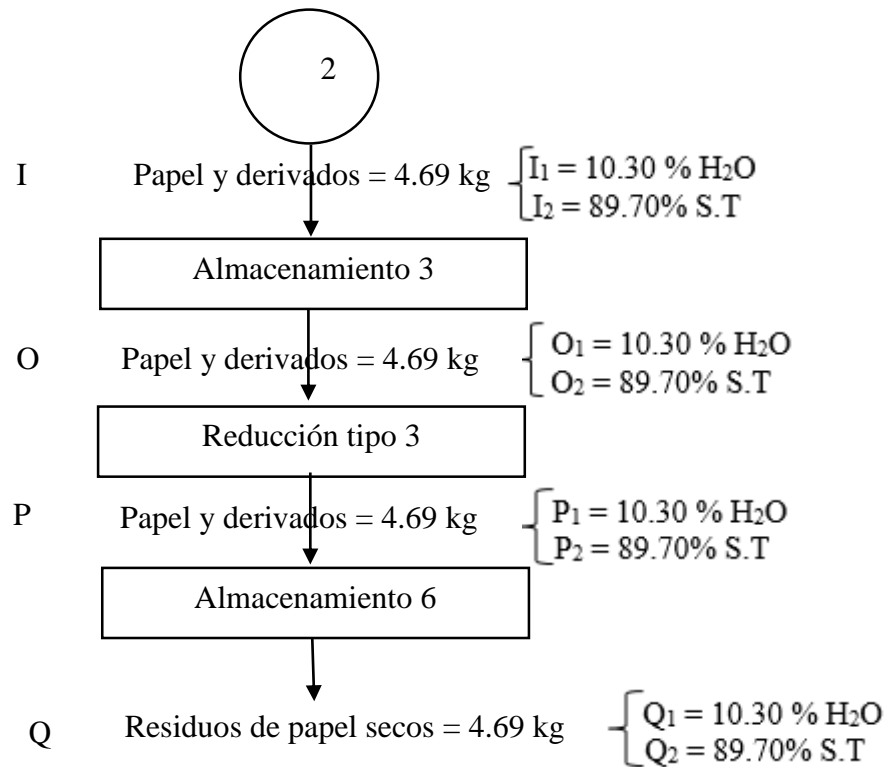 2
I Papel y derivados = 4.69 kg I₁ = 10.30 % H₂O
I₂ = 89.70% S.T
Almacenamiento 3
O Papel y derivados = 4.69 kg O₁ = 10.30 % H₂O
O₂ = 89.70% S.T
Reducción tipo 3
P Papel y derivados = 4.69 kg P₁ = 10.30 % H₂O
P₂ = 89.70% S.T
Almacenamiento 6
Q Residuos de papel secos = 4.69 kg Q₁ = 10.30 % H₂O
Q₂ = 89.70% S.T